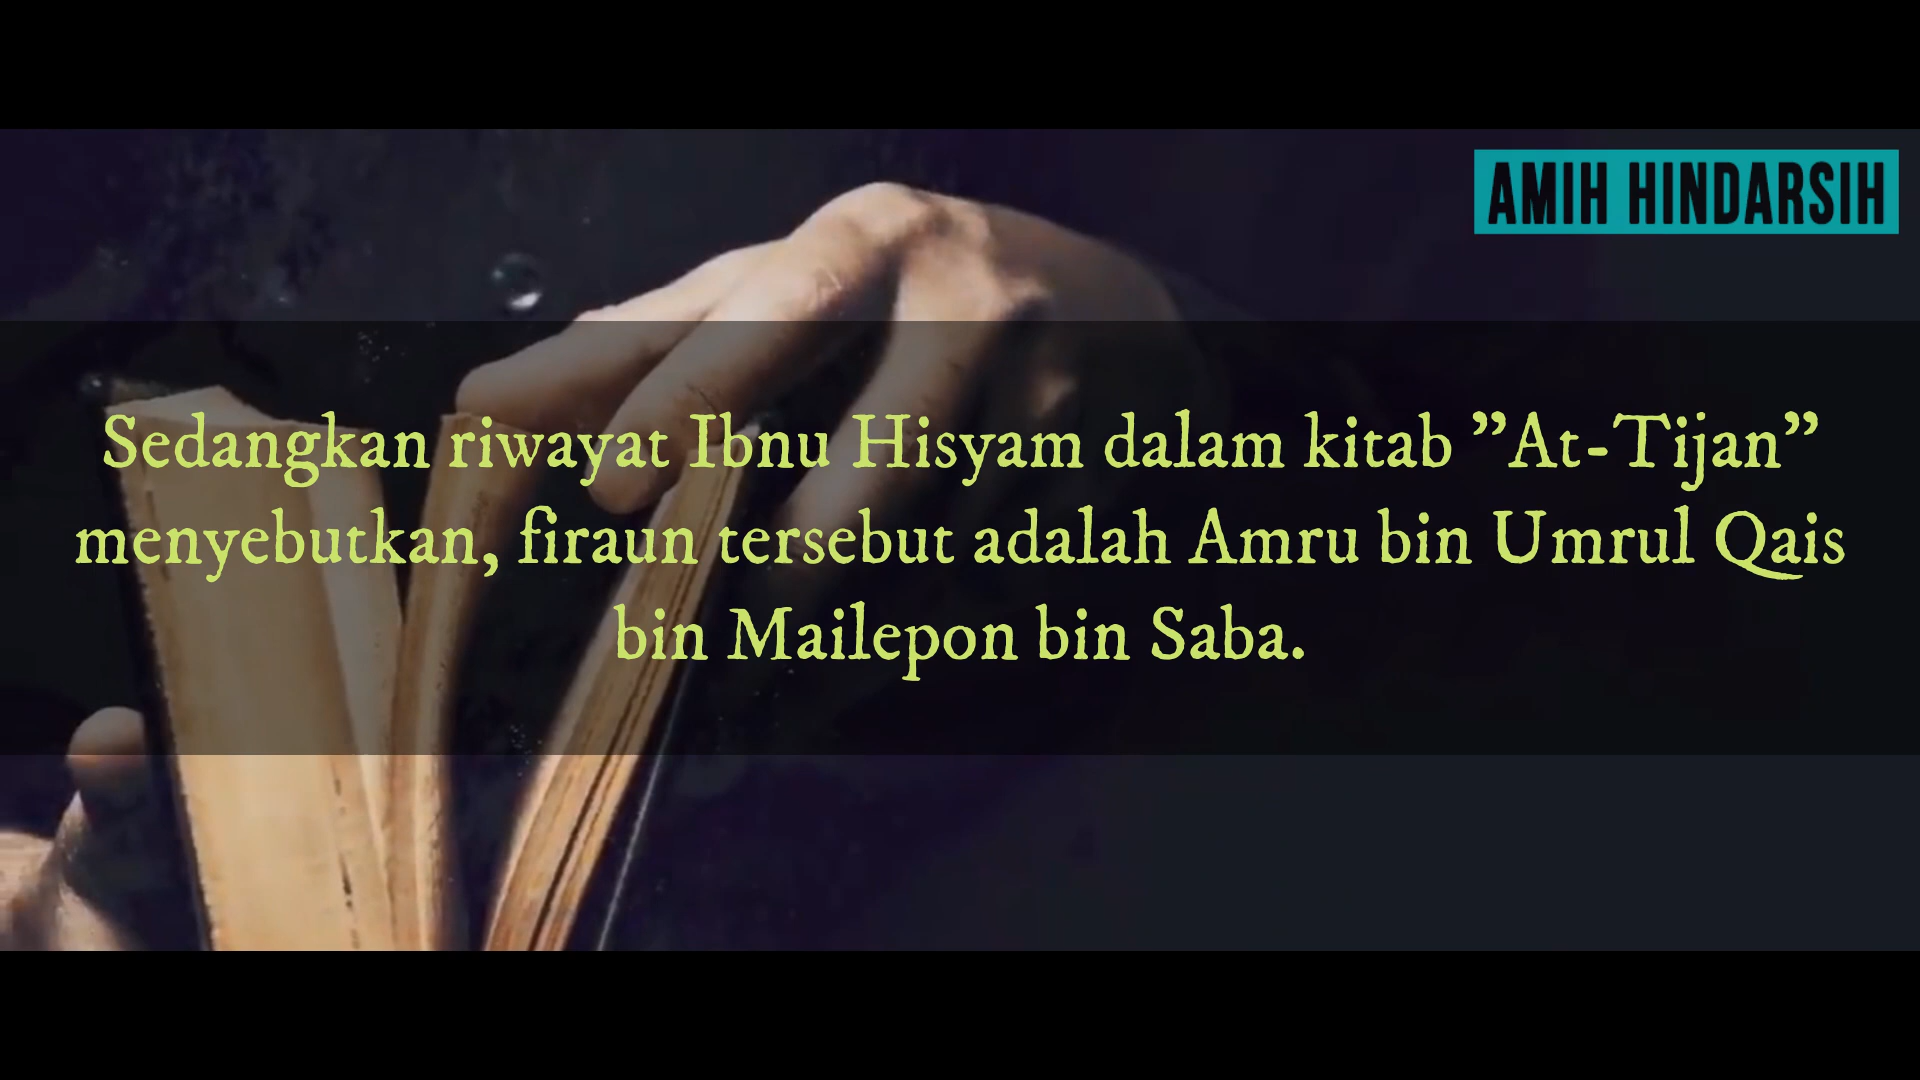 AMIH HINDARSIH
Sedangkan riwayat Ibnu Hisyam dalam kitab ”At-Tijan”
menyebutkan, firaun tersebut adalah Amru bin Umrul Qais
bin Mailepon bin Saba.